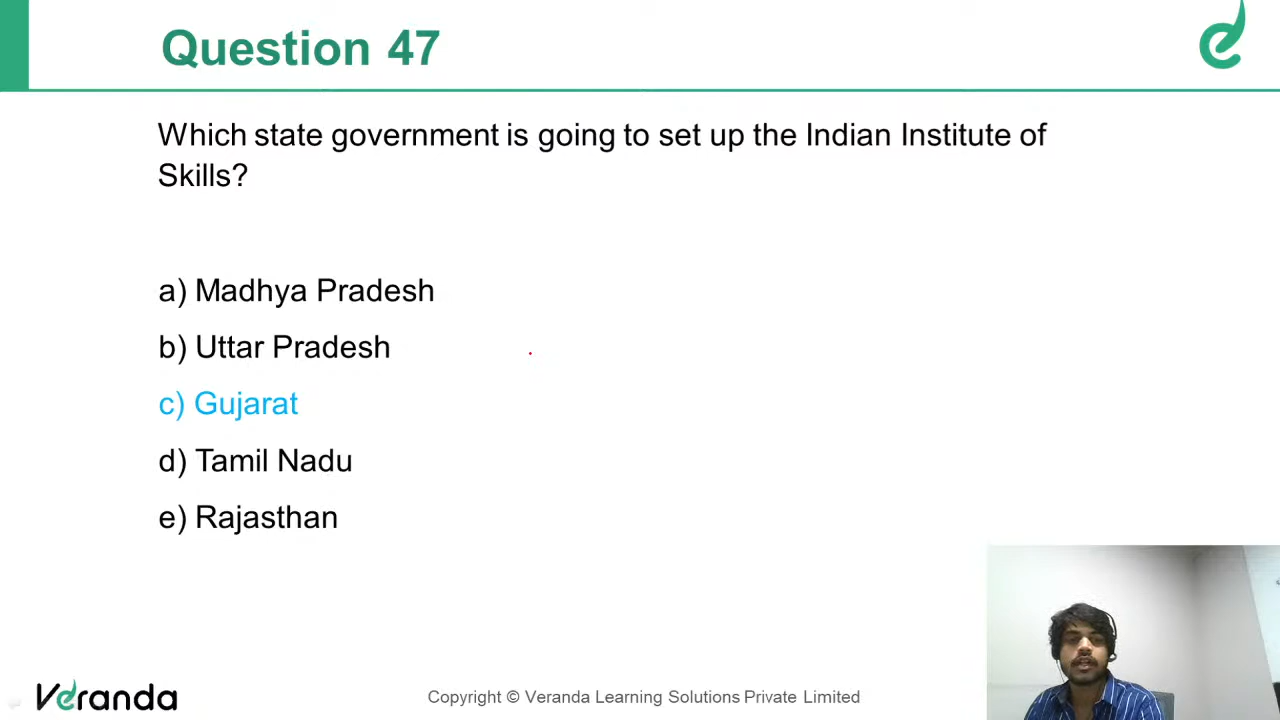 Question 47
Which state government is going to set up the Indian Institute of
Skills?
a) Madhya Pradesh
b) Uttar Pradesh
c) Gujarat
d) Tamil Nadu
e) Rajasthan
Veranda
Copyright © Veranda Learning Solutions Private Limited